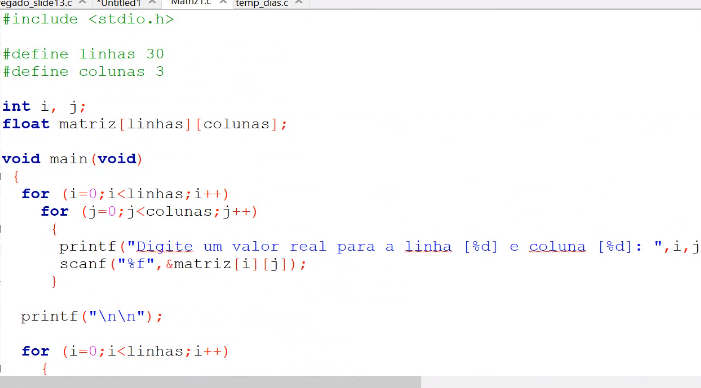 egado_slide13.c *Untitled1 Matriz1.c temp_dias.c
#include <stdio.h>
#define linhas 30
#define colunas 3
int i, j;
float matriz[linhas][colunas];
void main(void)
{
for (i=0;i<linhas;i++)
for (j=0;j<colunas;j++)
{
printf("Digite um valor real para a linha [%d] e coluna [%d]: ",i,j
scanf("%f",&matriz[i][j]);
}
printf("\n\n");
for (i=0;i<linhas;i++)
{